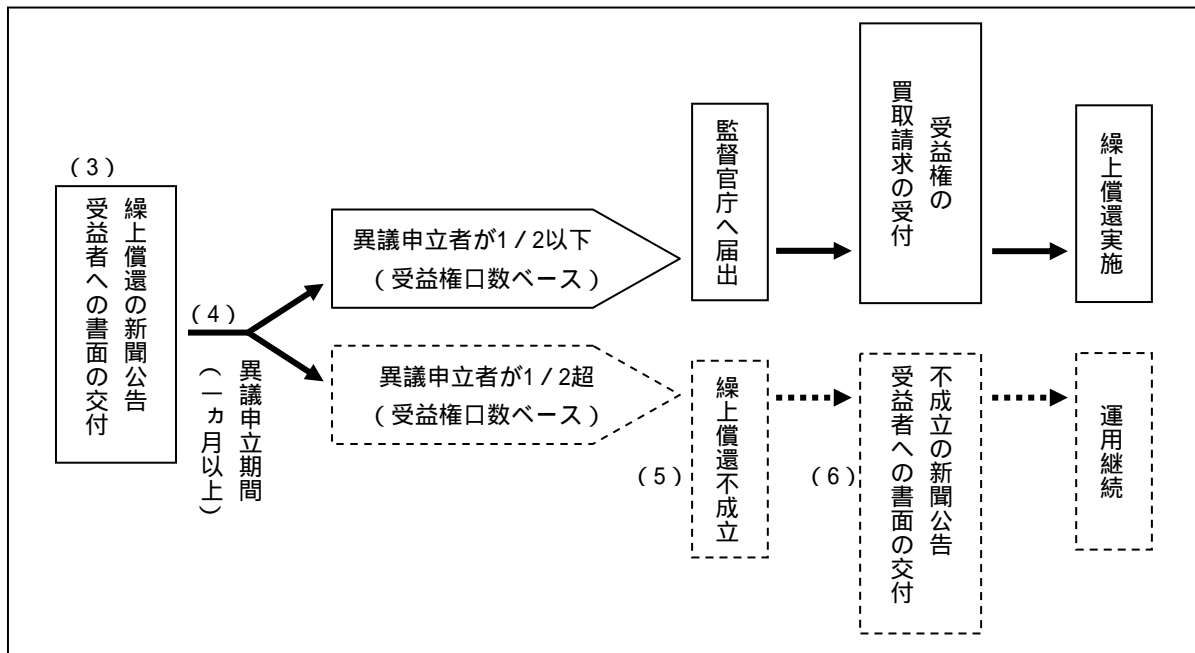 （3）
繰上償還の新聞公告
受益者への書面の交付
（4）
異議申立期間
（一ヵ月以上）
異議申立者が1／2以下
（受益権口数ベース）
監督官庁へ届出
受益権の
買取請求の受付
繰上償還実施
異議申立者が1／2超
（受益権口数ベース）
（5）
繰上償還不成立
（6）
不成立の新聞公告
受益者への書面の交付
運用継続